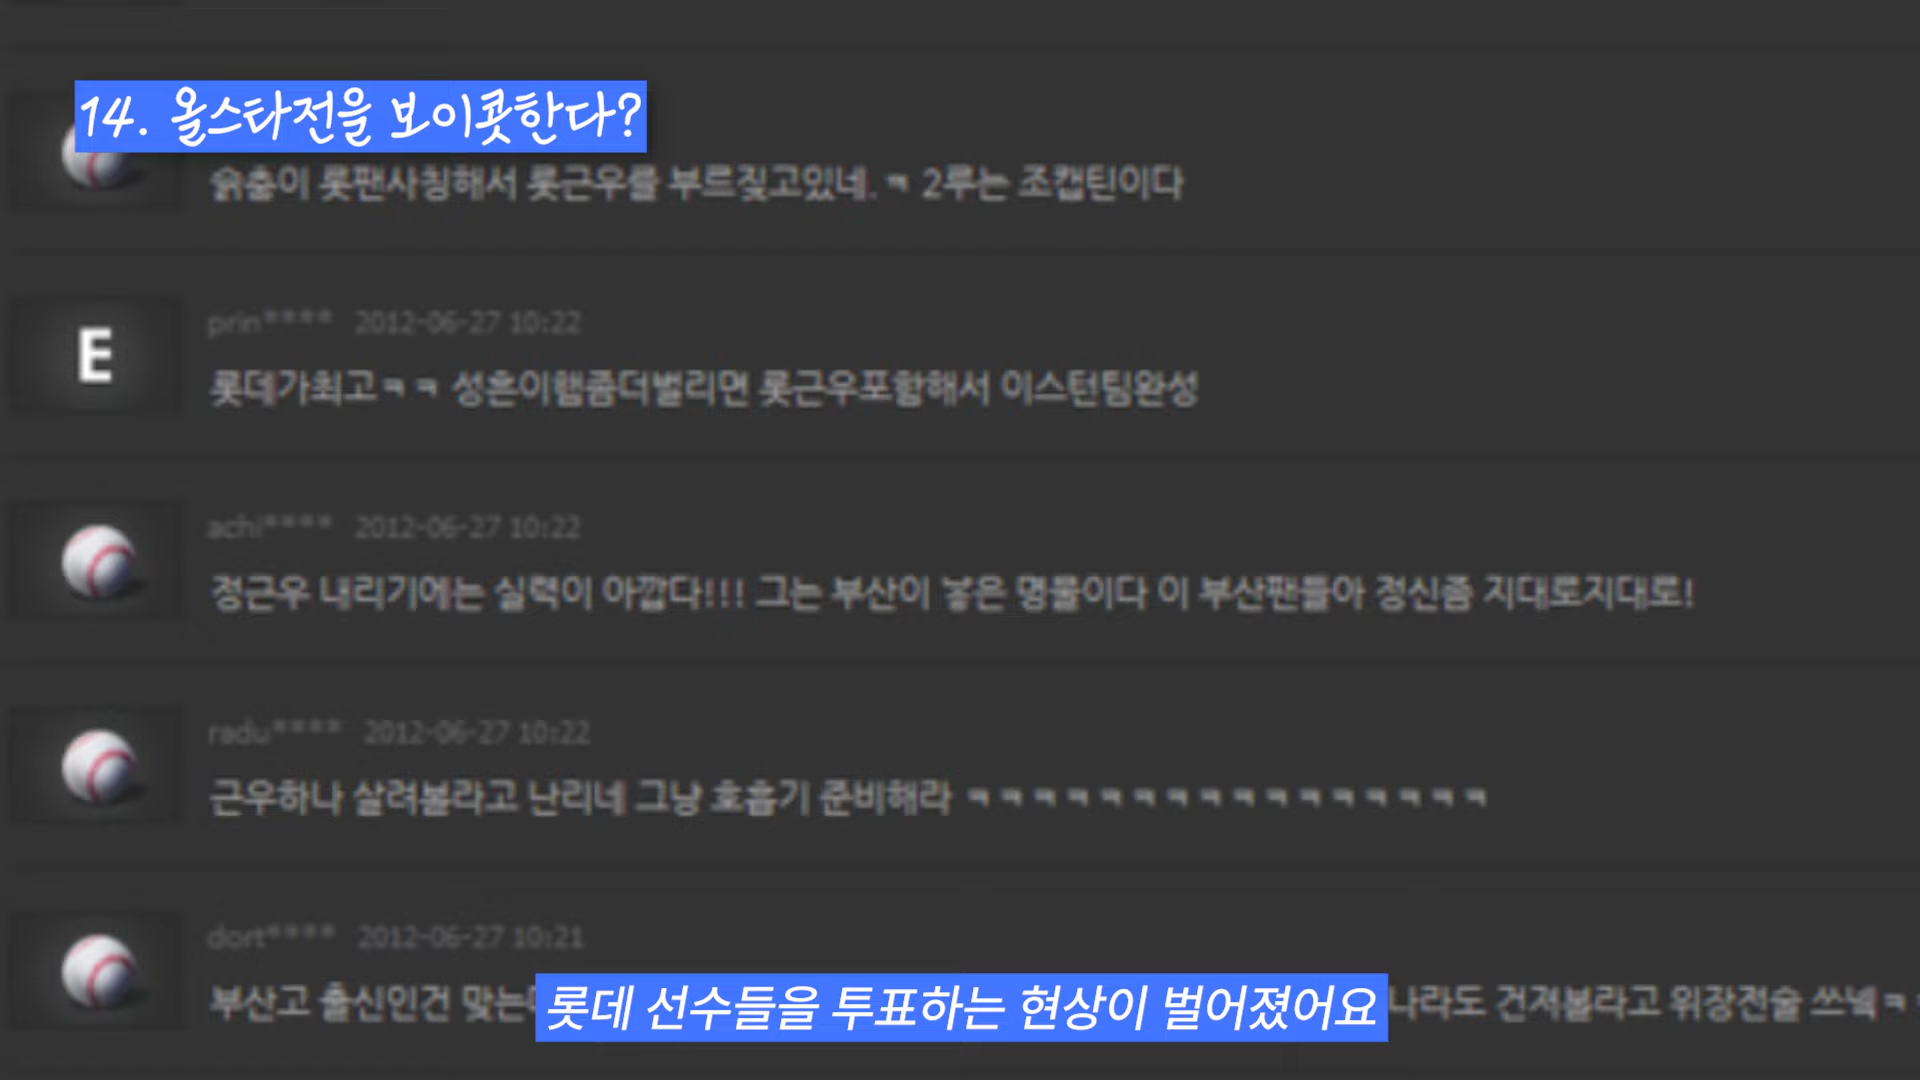 14. 올스타전을 보이콧한다?
슭춤이 롯팬사칭해서 롯근우를 부르짖고있네.ㅋ 2루는 조캡틴이다
E
prin**** 2012-06-27 10:22
롯데가최고ㅋㅋ 성흔이햄좀더벌리면 롯근우포함해서 이스턴팀완성
achi**** 2012-06-27 10:22
정근우 내리기에는 실력이 아깝다!!! 그는 부산이 낳은 명물이다 이 부산팬들아 정신좀 지대로지대로!
radu**** 2012-06-27 10:22
근우하나 살려볼라고 난리네 그냥 호흡기 준비해라 ㅋㅋㅋㅋㅋㅋㅋㅋㅋㅋㅋㅋㅋㅋㅋㅋ
dort**** 2012-06-27 10:21
부산고 출신인건 맞는 나라도 건져볼라고 위장전술 쓰넼ㅋ
롯데 선수들을 투표하는 현상이 벌어졌어요